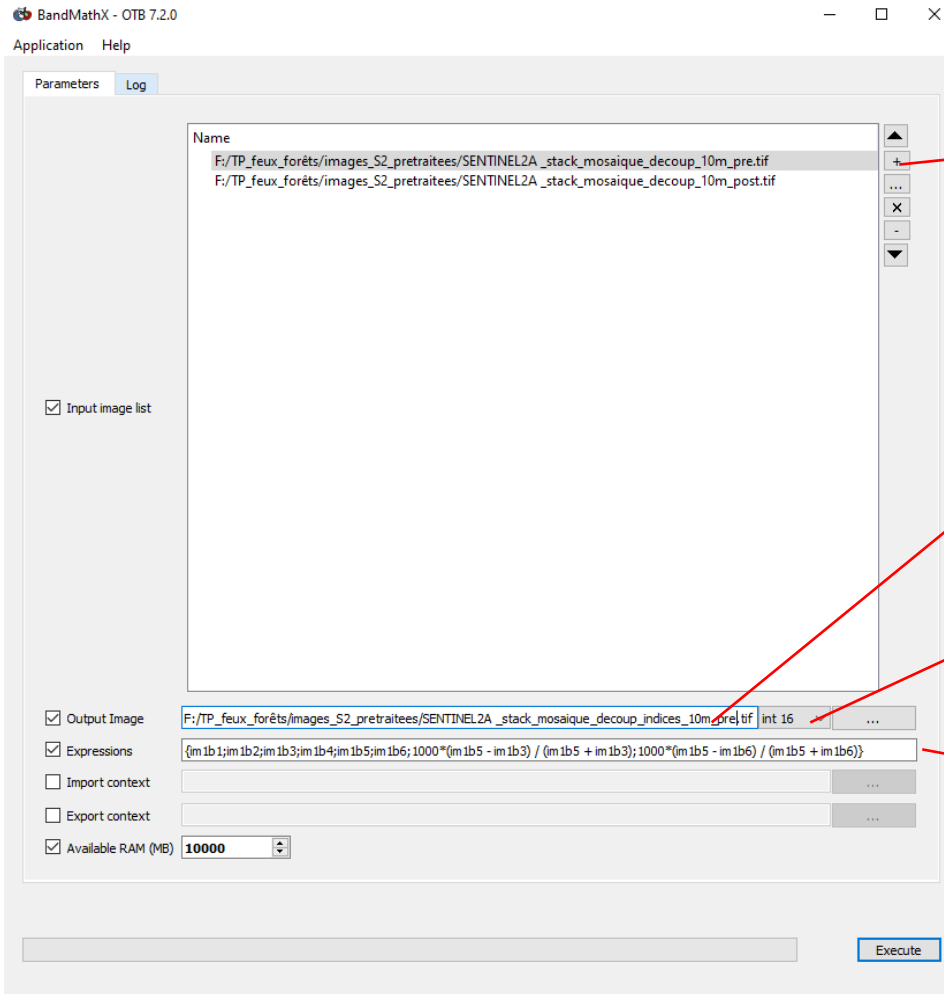 BandMathX - OTB 7.2.0
Application Help
Parameters Log
Name
F:/TP_feux_forêts/images_S2_pretraitees/SENTINEL2A _stack_mosaique_decoup_10m_pre.tif
+
F:/TP_feux_forêts/images_S2_pretraitees/SENTINEL2A _stack_mosaique_decoup_10m_post.tif
...
-
Input image list
Output Image F:/TP_feux_forêts/images_S2_pretraitees/SENTINEL2A _stack_mosaique_decoup_indices_10m_pre.tif int 16 ...
Expressions {im1b1;im1b2;im1b3;im1b4;im1b5;im1b6;1000*(im1b5 - im1b3) / (im1b5 + im1b3);1000*(im1b5 - im1b6) / (im1b5 + im1b6)}
Import context ...
Export context ...
Available RAM (MB) 10000
Execute